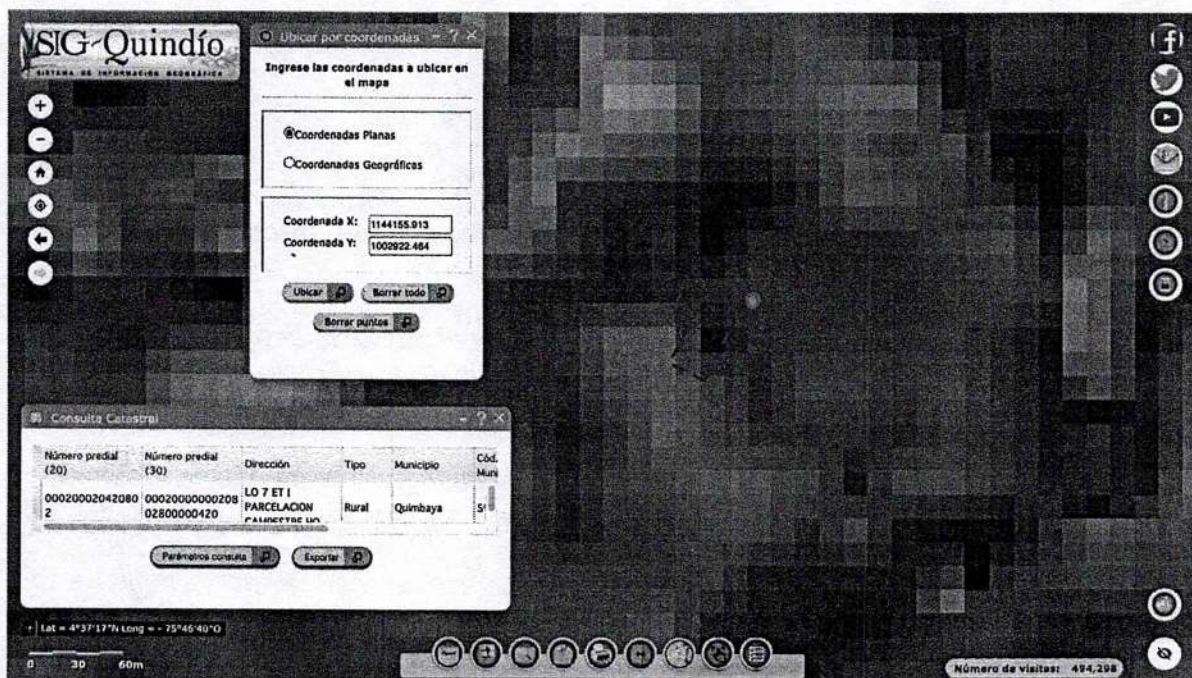 SIG-Quindío
SISTEMA DE INFORMACIÓN GEOGRÁFICA
Ubicar por coordenadas - ? X
Ingrese las coordenadas a ubicar en
el mapa
Coordenadas Planas
Coordenadas Geográficas
Coordenada X: 1144155.913
Coordenada Y: 1002922.464
Ubicar
Borrar todo
Borrar puntos
Consulta Catastral - ? X
Número predial (20)
Número predial (30)
Dirección
Tipo
Municipio
Cód. Muni
00020002042080
2
00020000000208
02800000420
LO 7 ET I
PARCELACION
CAMPESTRE HO
Rural
Quimbaya
Parámetros consulta
Exportar
Lat = 4°37'17"N Long = - 75°46'40"O
0 30 60m
Número de visitas: 494,298